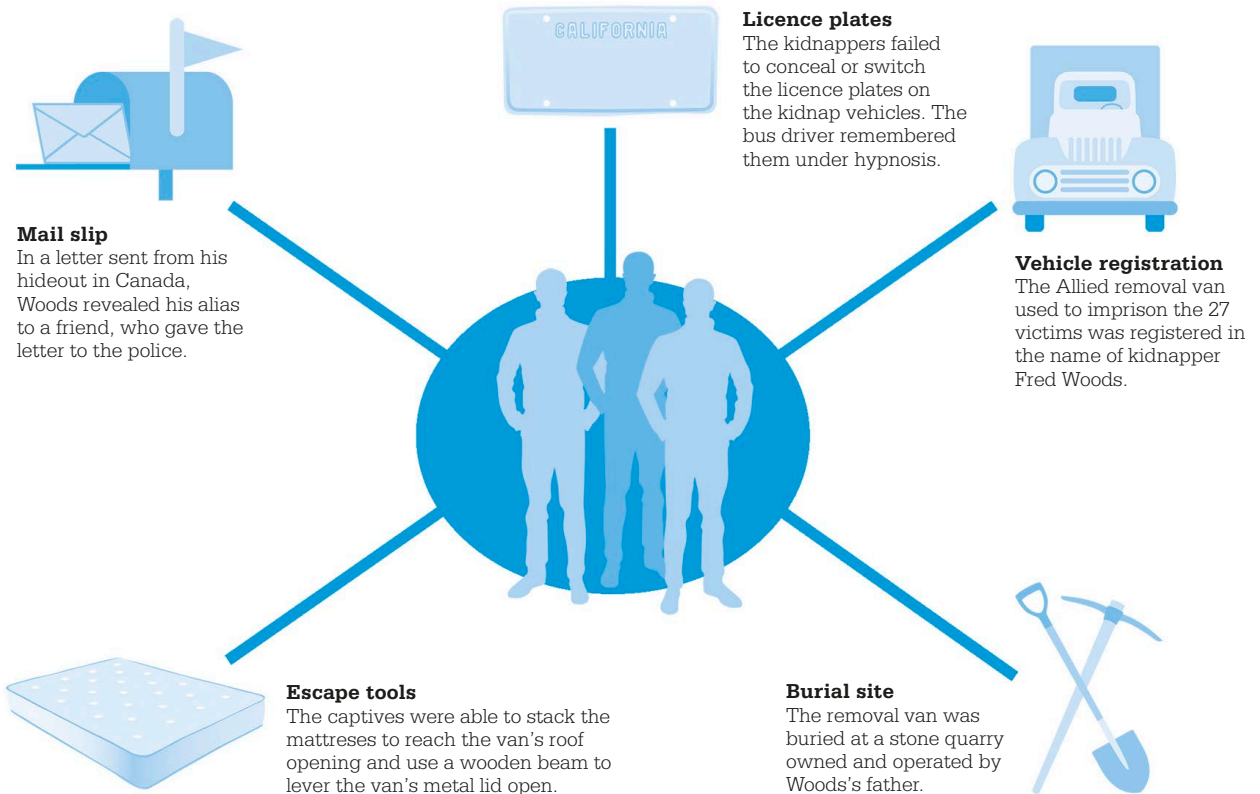 CALIFORNIA
Licence plates
The kidnappers failed
to conceal or switch
the licence plates on
the kidnap vehicles. The
bus driver remembered
them under hypnosis.
Mail slip
In a letter sent from his
hideout in Canada,
Woods revealed his alias
to a friend, who gave the
letter to the police.
Vehicle registration
The Allied removal van
used to imprison the 27
victims was registered in
the name of kidnapper
Fred Woods.
Escape tools
The captives were able to stack the
mattreses to reach the van’s roof
opening and use a wooden beam to
lever the van’s metal lid open.
Burial site
The removal van was
buried at a stone quarry
owned and operated by
Woods’s father.